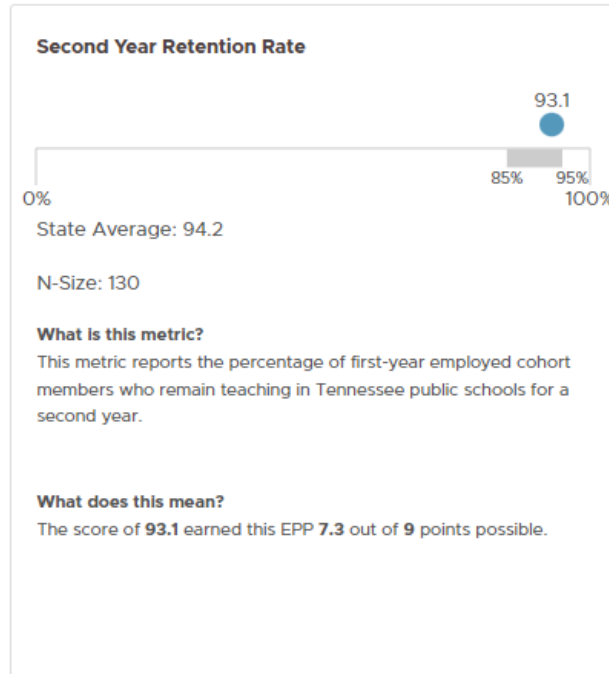 Second Year Retention Rate
93.1
85% 95%
0% 100%
State Average: 94.2
N-Size: 130
What is this metric?
This metric reports the percentage of first-year employed cohort
members who remain teaching in Tennessee public schools for a
second year.
What does this mean?
The score of 93.1 earned this EPP 7.3 out of 9 points possible.